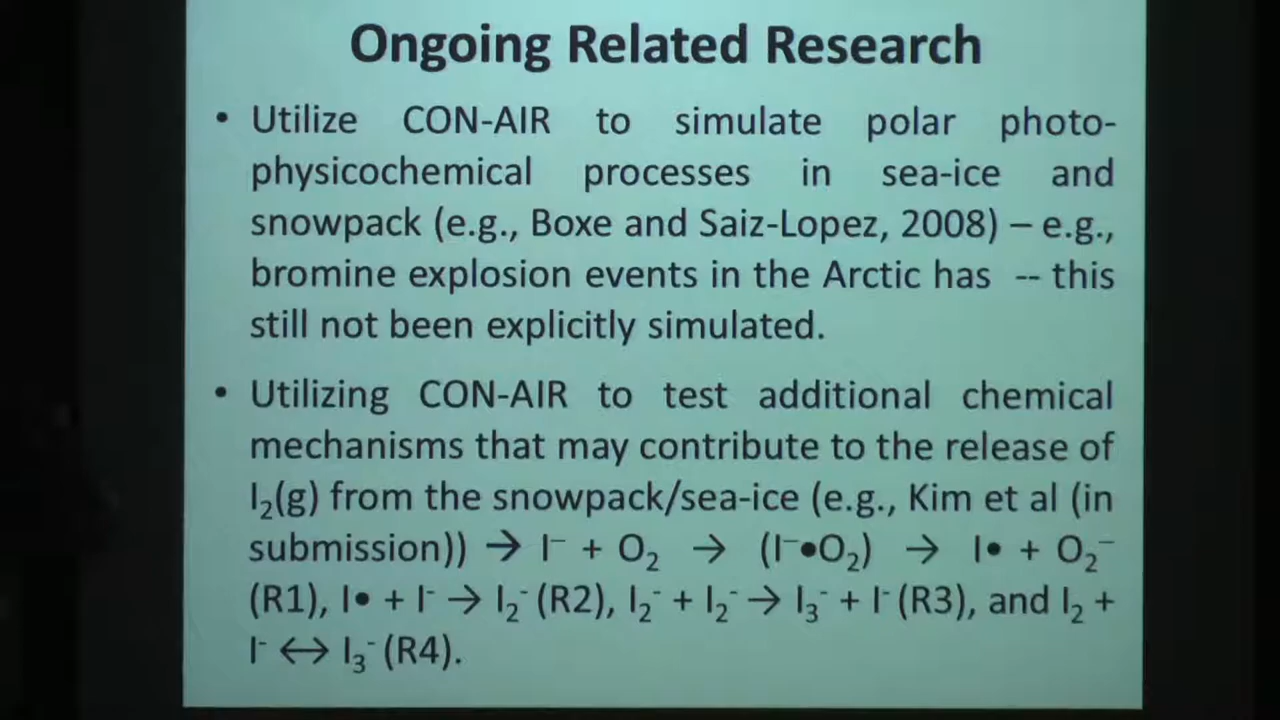 Ongoing Related Research
• Utilize CON-AIR to simulate polar photo-
physicochemical processes in sea-ice and
snowpack (e.g., Boxe and Saiz-Lopez, 2008) – e.g.,
bromine explosion events in the Arctic has -- this
still not been explicitly simulated.
• Utilizing CON-AIR to test additional chemical
mechanisms that may contribute to the release of
I₂(g) from the snowpack/sea-ice (e.g., Kim et al (in
submission)) → I⁻ + O₂ → (I⁻•O₂) → I• + O₂⁻
(R1), I• + I⁻ → I₂⁻ (R2), I₂⁻ + I₂⁻ → I₃⁻ + I⁻ (R3), and I₂ +
I⁻ ↔ I₃⁻ (R4).